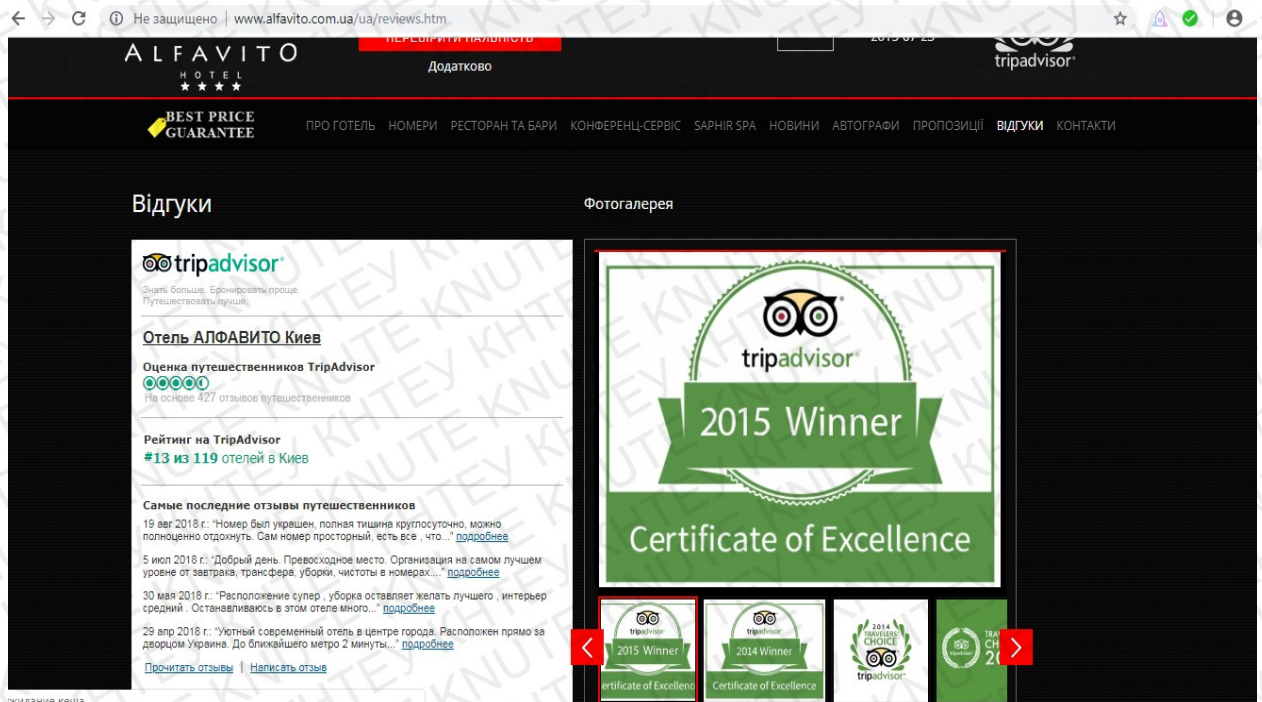 Не защищено | www.alfavito.com.ua/ua/reviews.htm
ALFAVITO
HOTEL
ПЕРЕВІРИТИ НАЯВНІСТЬ
Додатково
tripadvisor
BEST PRICE
GUARANTEE
ПРО ГОТЕЛЬ НОМЕРИ РЕСТОРАН ТА БАРИ КОНФЕРЕНЦ-СЕРВІС SAPHIR SPA НОВИНИ АВТОГРАФИ ПРОПОЗИЦІЇ ВІДГУКИ КОНТАКТИ
Відгуки
tripadvisor
Знать больше. Бронировать проще.
Путешествовать лучше.
Отель АЛФАВИТО Киев
Оценка путешественников TripAdvisor
На основе 427 отзывов путешественников
Рейтинг на TripAdvisor
#13 из 119 отелей в Киев
Самые последние отзывы путешественников
19 авг 2018 г.: “Номер был украшен, полная тишина круглосуточно, можно
полноценно отдохнуть. Сам номер просторный, есть все , что...” подробнее
5 июл 2018 г.: “Добрый день. Превосходное место. Организация на самом лучшем
уровне от завтрака, трансфера, уборки, чистоты в номерах....” подробнее
30 мая 2018 г.: “Расположение супер , уборка оставляет желать лучшего , интерьер
средний . Останавливаюсь в этом отеле много...” подробнее
29 апр 2018 г.: “Уютный современный отель в центре города. Расположен прямо за
дворцом Украина. До ближайшего метро 2 минуты...” подробнее
Прочитать отзывы | Написать отзыв
Фотогалерея
tripadvisor
2015 Winner
Certificate of Excellence
tripadvisor
2015 Winner
Certificate of Excellence
tripadvisor
2014 Winner
Certificate of Excellence
2014
TRAVELERS'
CHOICE
tripadvisor
KNUTE КНТЕУ